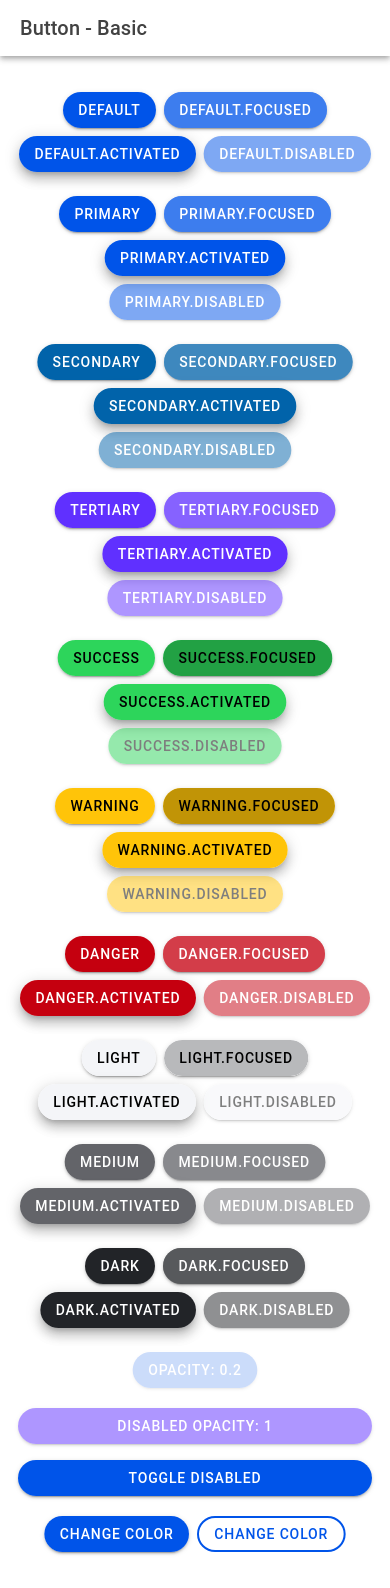 Button - Basic
DEFAULT DEFAULT.FOCUSED
DEFAULT.ACTIVATED DEFAULT.DISABLED
PRIMARY PRIMARY.FOCUSED
PRIMARY.ACTIVATED
PRIMARY.DISABLED
SECONDARY SECONDARY.FOCUSED
SECONDARY.ACTIVATED
SECONDARY.DISABLED
TERTIARY TERTIARY.FOCUSED
TERTIARY.ACTIVATED
TERTIARY.DISABLED
SUCCESS SUCCESS.FOCUSED
SUCCESS.ACTIVATED
SUCCESS.DISABLED
WARNING WARNING.FOCUSED
WARNING.ACTIVATED
WARNING.DISABLED
DANGER DANGER.FOCUSED
DANGER.ACTIVATED DANGER.DISABLED
LIGHT LIGHT.FOCUSED
LIGHT.ACTIVATED LIGHT.DISABLED
MEDIUM MEDIUM.FOCUSED
MEDIUM.ACTIVATED MEDIUM.DISABLED
DARK DARK.FOCUSED
DARK.ACTIVATED DARK.DISABLED
OPACITY: 0.2
DISABLED OPACITY: 1
TOGGLE DISABLED
CHANGE COLOR CHANGE COLOR